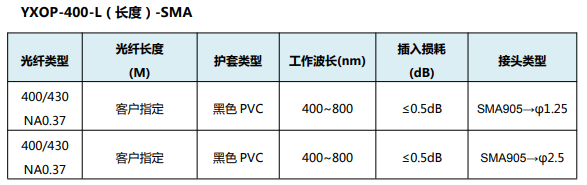 YXOP-400-L（长度）-SMA
光纤类型 光纤长度 (M) 护套类型 工作波长(nm) 插入损耗 (dB) 接头类型
400/430 NA0.37 客户指定 黑色 PVC 400~800 ≤0.5dB SMA905→φ1.25
400/430 NA0.37 客户指定 黑色 PVC 400~800 ≤0.5dB SMA905→φ2.5